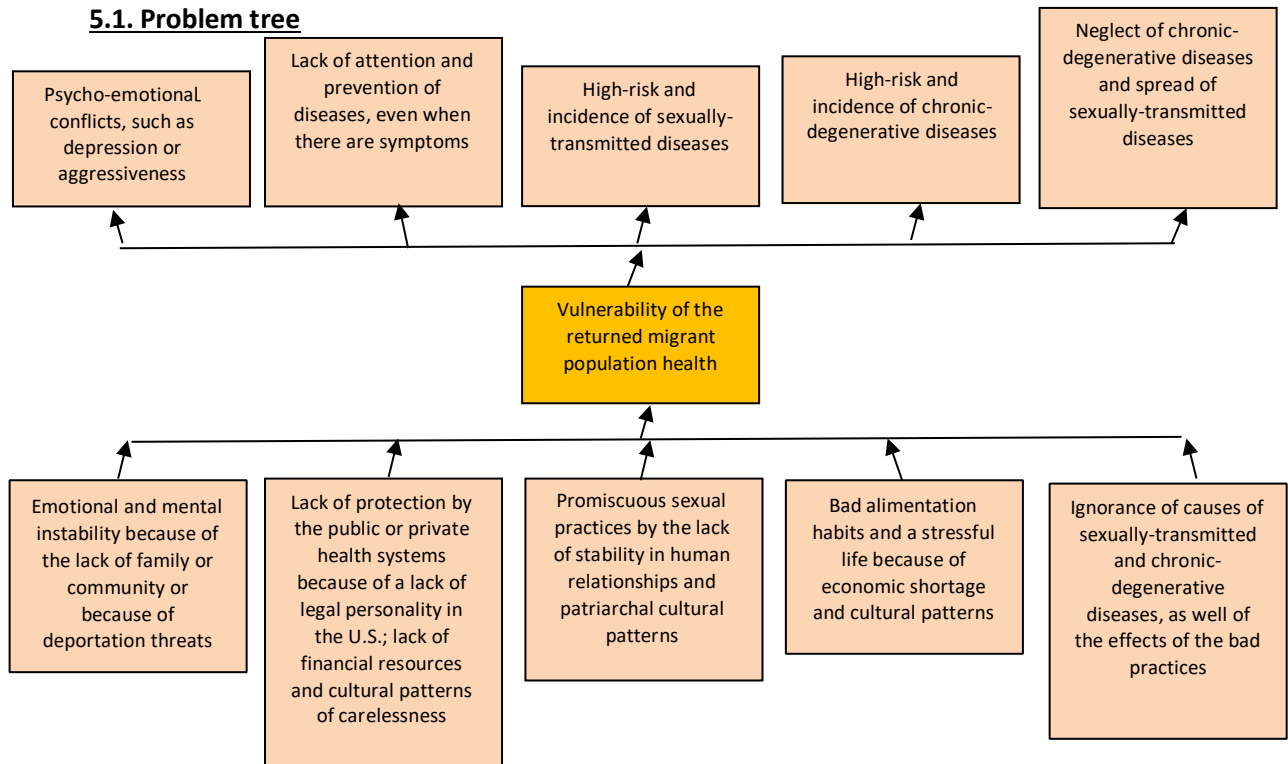 5.1. Problem tree
Psycho-emotional
conflicts, such as
depression or
aggressiveness
Lack of attention and
prevention of
diseases, even when
there are symptoms
High-risk and
incidence of sexually-
transmitted diseases
High-risk and
incidence of chronic-
degenerative diseases
Neglect of chronic-
degenerative diseases
and spread of
sexually-transmitted
diseases
Vulnerability of the
returned migrant
population health
Emotional and mental
instability because of
the lack of family or
community or
because of
deportation threats
Lack of protection by
the public or private
health systems
because of a lack of
legal personality in
the U.S.; lack of
financial resources
and cultural patterns
of carelessness
Promiscuous sexual
practices by the lack
of stability in human
relationships and
patriarchal cultural
patterns
Bad alimentation
habits and a stressful
life because of
economic shortage
and cultural patterns
Ignorance of causes of
sexually-transmitted
and chronic-
degenerative
diseases, as well of
the effects of the bad
practices